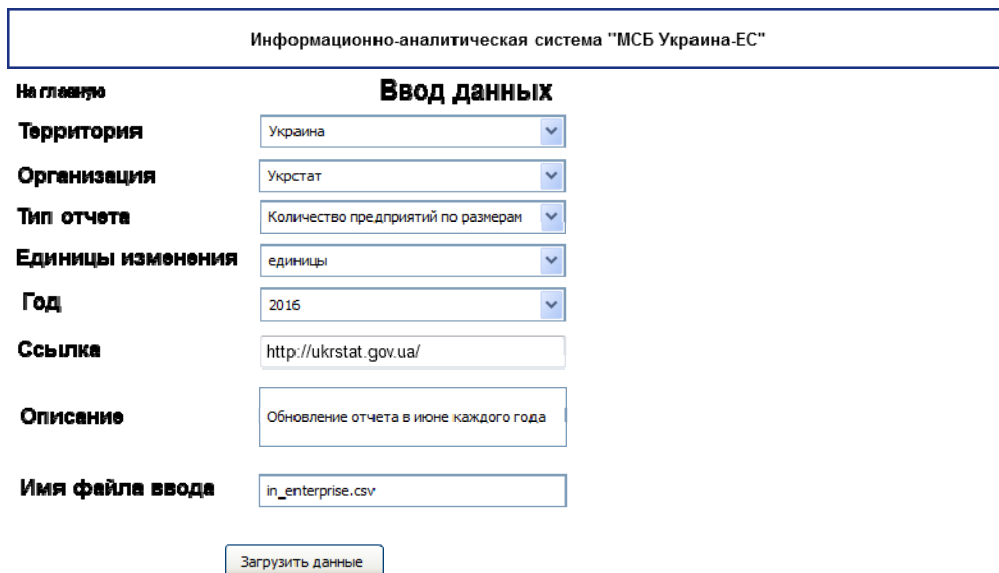 Информационно-аналитическая система "МСБ Украина-ЕС"
На главную Ввод данных
Территория Украина
Организация Укрстат
Тип отчета Количество предприятий по размерам
Единицы изменения единицы
Год 2016
Ссылка http://ukrstat.gov.ua/
Описание Обновление отчета в июне каждого года
Имя файла ввода in_enterprise.csv
Загрузить данные